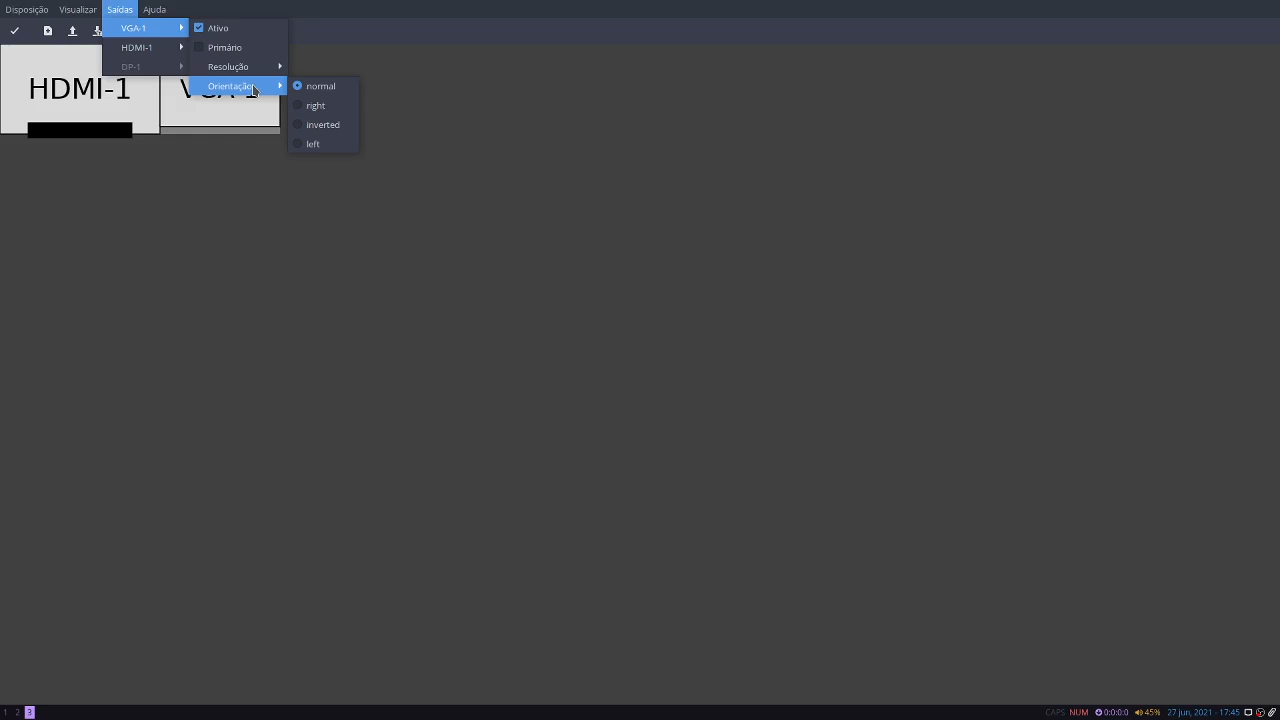 Disposição Visualizar Saídas Ajuda
VGA-1
HDMI-1
DP-1
Ativo
Primário
Resolução
Orientação
normal
right
inverted
left
HDMI-1
1 2 3
CAPS NUM 0:0:0:0 45% 27 jun, 2021 - 17:45